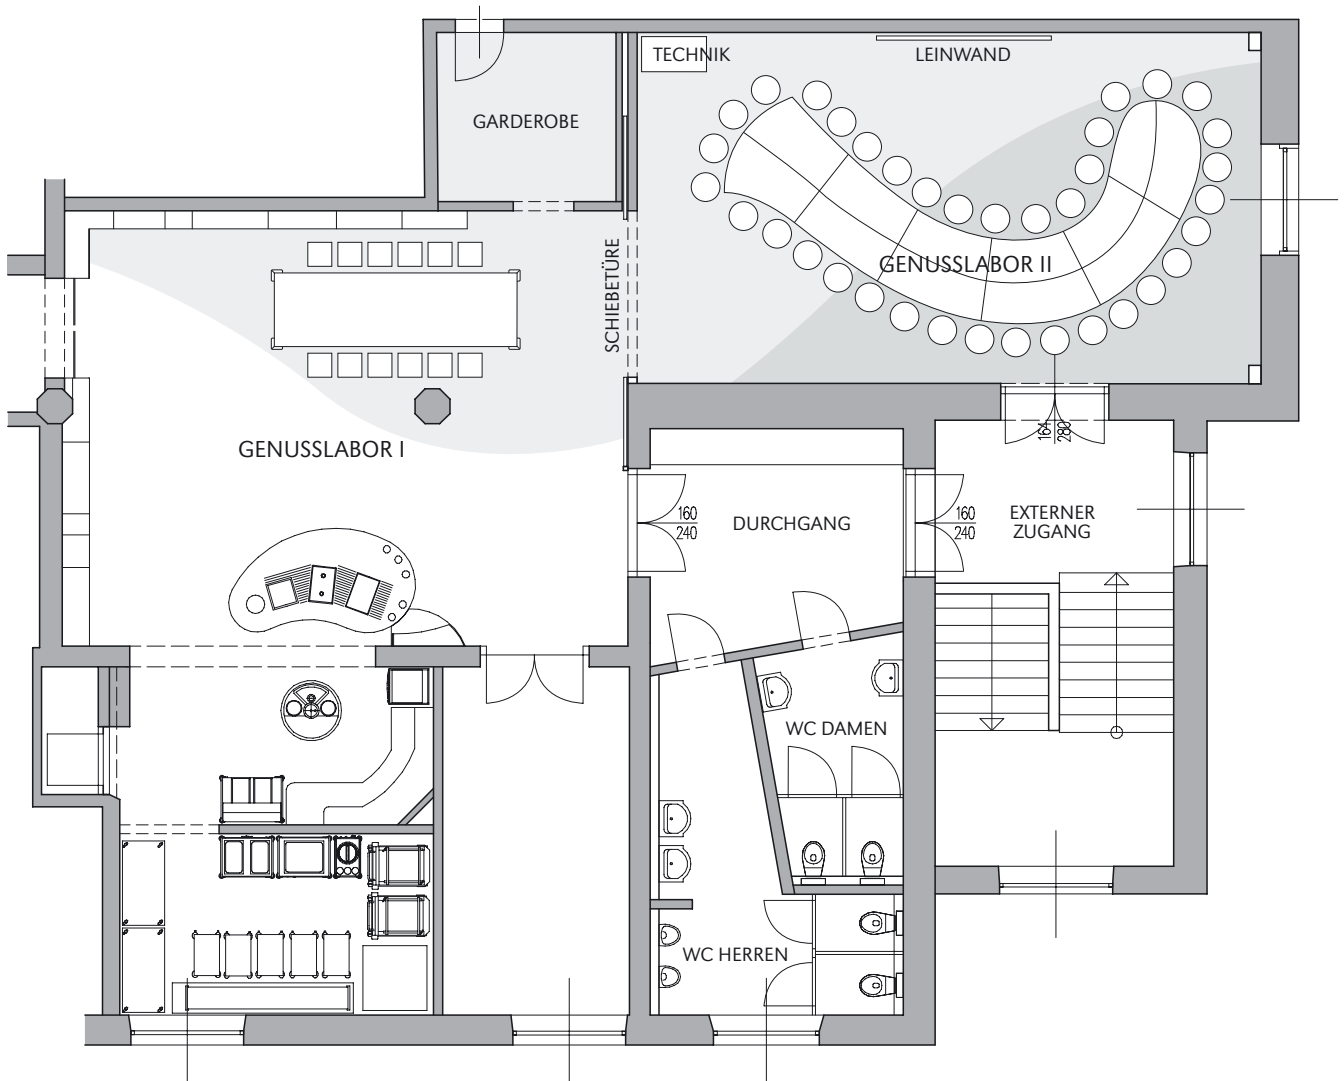 TECHNIK
LEINWAND
GARDEROBE
SCHIEBETÜRE
GENUSSLABOR II
GENUSSLABOR I
164
280
160
240
DURCHGANG
160
240
EXTERNER
ZUGANG
WC DAMEN
WC HERREN